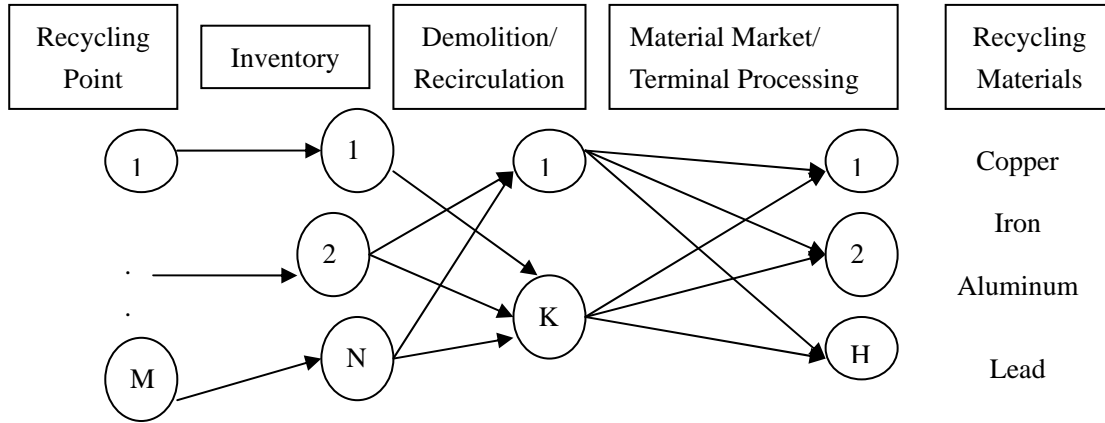 Recycling
Point
Inventory
Demolition/
Recirculation
Material Market/
Terminal Processing
Recycling
Materials
1
1
1
1
Copper
Iron
2
2
.
Aluminum
.
K
M
N
H
Lead